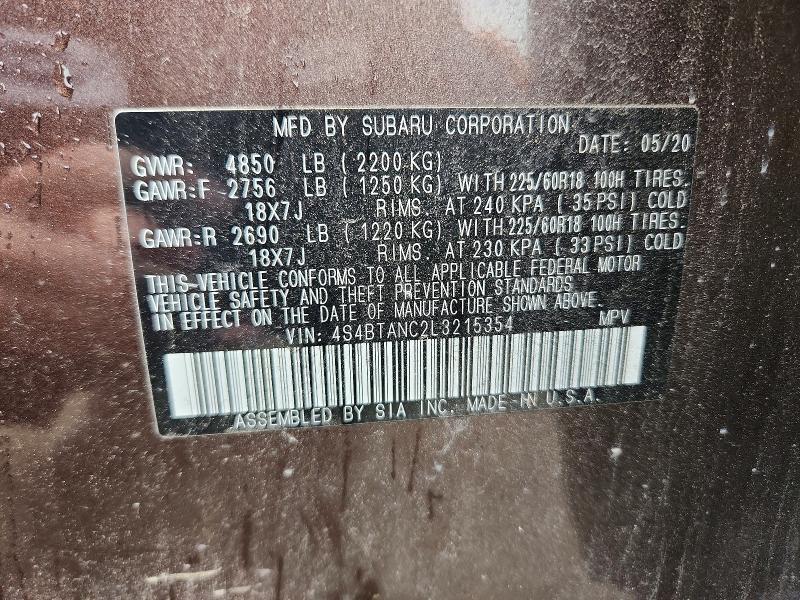 MFD BY SUBARU CORPORATION
DATE: 05/20
GVWR: 4850 LB (2200 KG)
GAWR:F 2756 LB (1250 KG) WITH 225/60R18 100H TIRES.
18X7J RIMS. AT 240 KPA (35 PSI) COLD
GAWR:R 2690 LB (1220 KG) WITH 225/60R18 100H TIRES.
18X7J RIMS. AT 230 KPA (33 PSI) COLD
THIS VEHICLE CONFORMS TO ALL APPLICABLE FEDERAL MOTOR
VEHICLE SAFETY AND THEFT PREVENTION STANDARDS
IN EFFECT ON THE DATE OF MANUFACTURE SHOWN ABOVE.
VIN: 4S4BTANC2L3215354 MPV
ASSEMBLED BY SIA INC. MADE IN U.S.A.